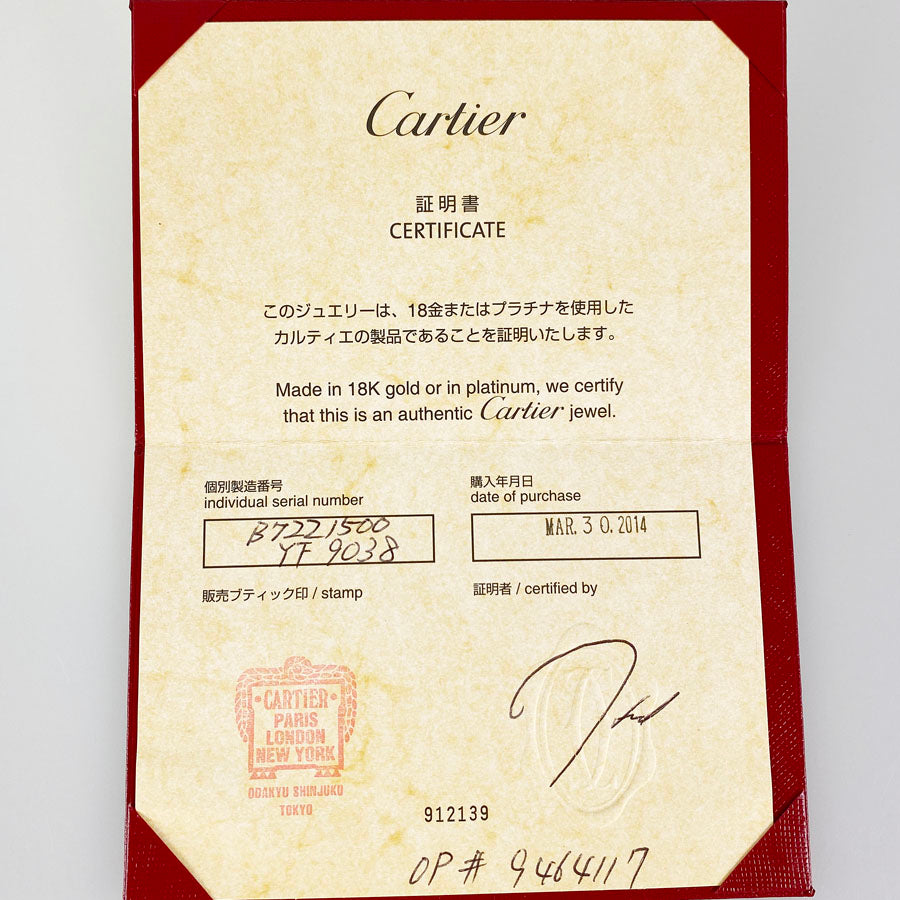 Cartier
証明書
CERTIFICATE
このジュエリーは、18金またはプラチナを使用した
カルティエの製品であることを証明いたします。
Made in 18K gold or in platinum, we certify
that this is an authentic Cartier jewel.
個別製造番号
individual serial number
B7221500
YF 9038
購入年月日
date of purchase
MAR. 30. 2014
販売ブティック印 / stamp
証明者 / certified by
CARTIER
PARIS
LONDON
NEW YORK
ODAKYU SHINJUKU
TOKYO
912139
OP # 9464117